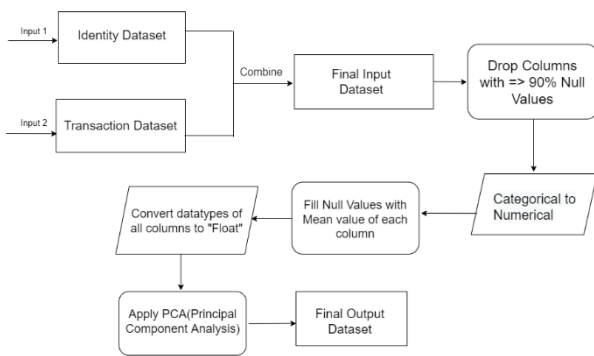 Input 1
Identity Dataset
Combine
Final Input
Dataset
Drop Columns
with => 90% Null
Values
Input 2
Transaction Dataset
Categorical to
Numerical
Fill Null Values with
Mean value of each
column
Convert datatypes of
all columns to "Float"
Apply PCA(Principal
Component Analysis)
Final Output
Dataset